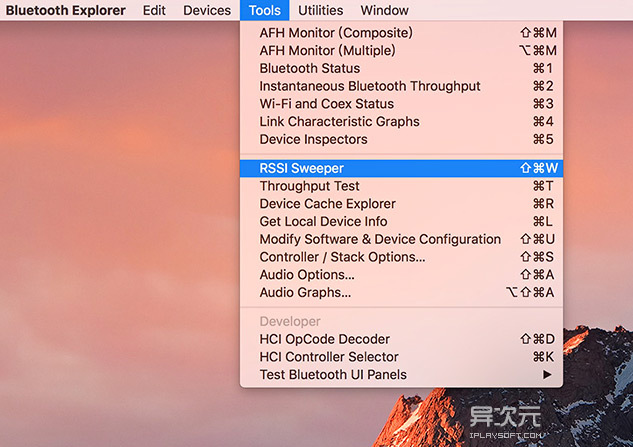 Bluetooth Explorer Edit Devices Tools Utilities Window
AFH Monitor (Composite) ⇧⌘M
AFH Monitor (Multiple) ⌥⌘M
Bluetooth Status ⌘1
Instantaneous Bluetooth Throughput ⌘2
Wi-Fi and Coex Status ⌘3
Link Characteristic Graphs ⌘4
Device Inspectors ⌘5
RSSI Sweeper ⇧⌘W
Throughput Test ⌘T
Device Cache Explorer ⌘R
Get Local Device Info ⌘L
Modify Software & Device Configuration ⇧⌘U
Controller / Stack Options... ⇧⌘S
Audio Options... ⇧⌘A
Audio Graphs... ⌥⇧⌘A
Developer
HCI OpCode Decoder ⇧⌘D
HCI Controller Selector ⌘K
Test Bluetooth UI Panels ▶
异次元
IPLAYSOFT.COM